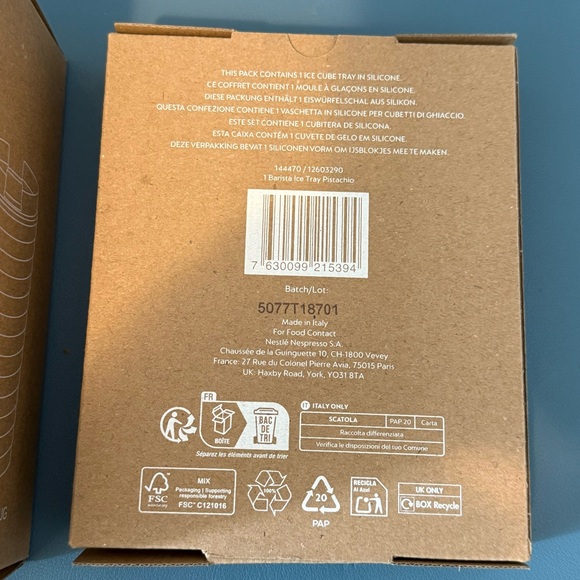 THIS PACK CONTAINS 1 ICE CUBE TRAY IN SILICONE.
CE COFFRET CONTIENT 1 MOULE À GLAÇONS EN SILICONE.
DIESE PACKUNG ENTHÄLT 1 EISWÜRFELSCHAL AUS SILIKON.
QUESTA CONFEZIONE CONTIENE 1 VASCHETTA IN SILICONE PER CUBETTI DI GHIACCIO.
ESTE SET CONTIENE 1 CUBITERA DE SILICONA.
ESTA CAIXA CONTÉM 1 CUVETE DE GELO EM SILICONE.
DEZE VERPAKKING BEVAT 1 SILICONEN VORM OM IJSBLOKJES MEE TE MAKEN.
144470 / 12603290
1 Barista Ice Tray Pistachio
7 630099 215394
Batch/Lot:
5077T18701
Made in Italy
For Food Contact
Nestlé Nespresso S.A.
Chaussée de la Guinguette 10, CH-1800 Vevey
France: 27 Rue du Colonel Pierre Avia, 75015 Paris
UK: Haxby Road, York, YO31 8TA
FR
BOÎTE
BAC
DE
TRI
Séparez les éléments avant de trier
IT ITALY ONLY
SCATOLA PAP 20 Carta
Raccolta differenziata
Verifica le disposizioni del tuo Comune
FSC
MIX
Packaging | Supporting
responsible forestry
FSC® C121016
100%
20
PAP
RECICLA
Al Azul
UK ONLY
BOX Recycle
UG